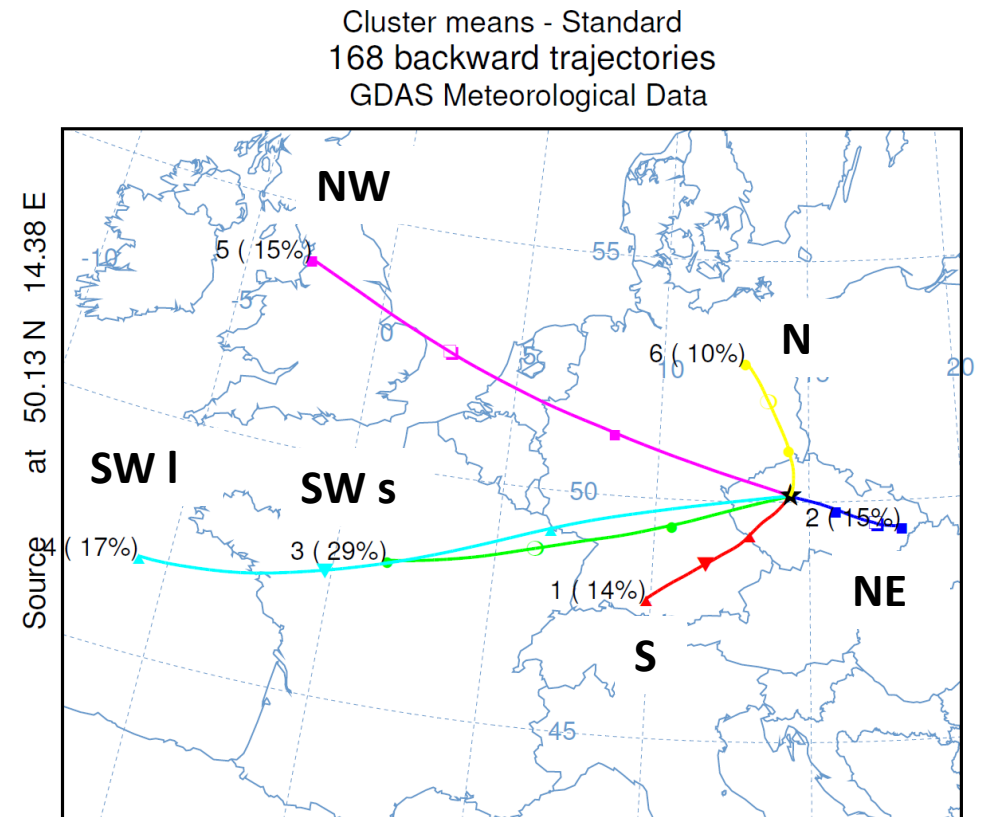 Cluster means - Standard
168 backward trajectories
GDAS Meteorological Data
Source at 50.13 N 14.38 E
NW
5 ( 15%)
-10
55
-5
0
N
5
6 ( 10%)
10
20
SW l
SW s
50
2 ( 15%)
4 ( 17%)
3 ( 29%)
1 ( 14%)
NE
S
45